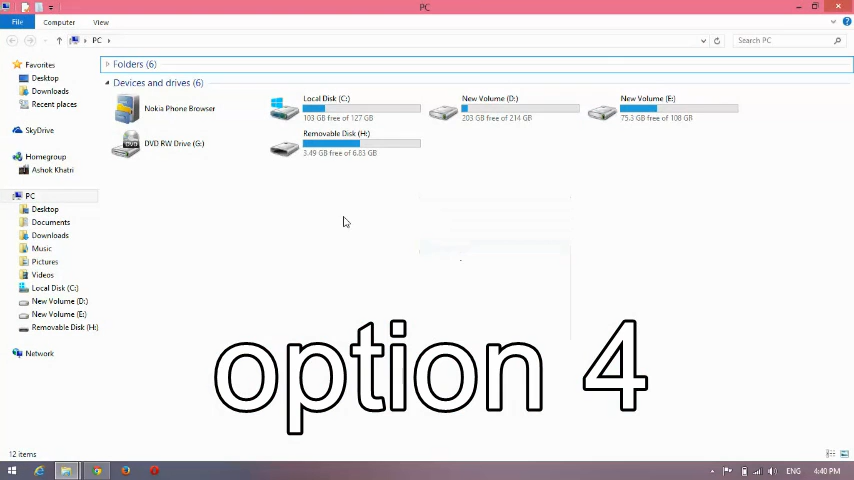 PC
File
Computer
View
PC
Search PC
Favorites
Desktop
Downloads
Recent places
SkyDrive
Homegroup
Ashok Khatri
PC
Desktop
Documents
Downloads
Music
Pictures
Videos
Local Disk (C:)
New Volume (D:)
New Volume (E:)
Removable Disk (H:)
Network
Folders (6)
Devices and drives (6)
Nokia Phone Browser
Local Disk (C:)
103 GB free of 127 GB
New Volume (D:)
203 GB free of 214 GB
New Volume (E:)
75.3 GB free of 108 GB
DVD RW Drive (G:)
DVD
Removable Disk (H:)
3.49 GB free of 6.83 GB
option 4
12 items
ENG
4:40 PM